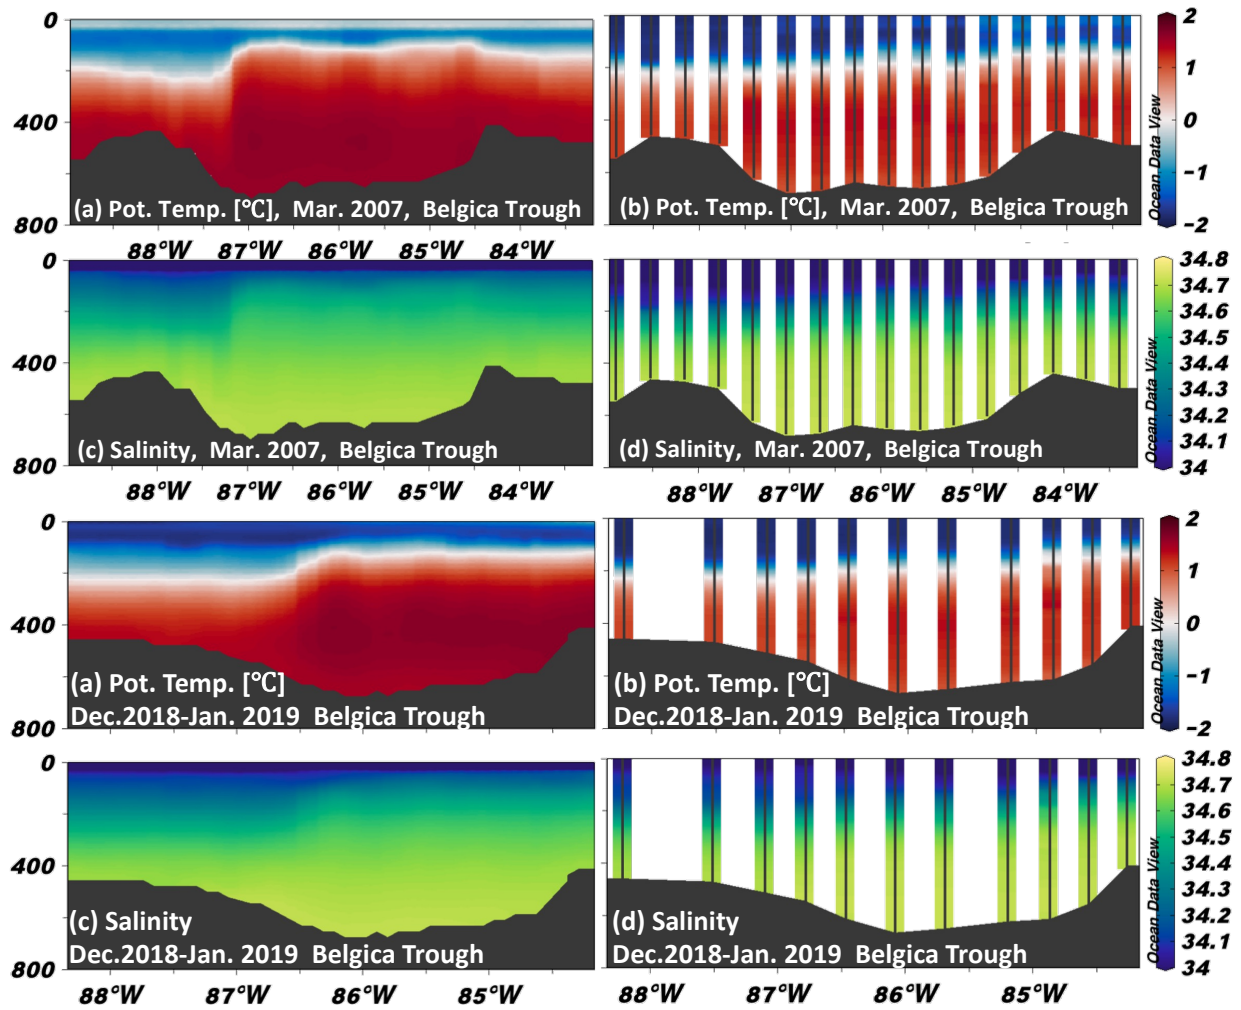 0
400
800
(a) Pot. Temp. [℃], Mar. 2007, Belgica Trough
88°W 87°W 86°W 85°W 84°W
(b) Pot. Temp. [℃], Mar. 2007, Belgica Trough
Ocean Data View
2
1
0
−1
−2
0
400
800
(c) Salinity, Mar. 2007, Belgica Trough
88°W 87°W 86°W 85°W 84°W
(d) Salinity, Mar. 2007, Belgica Trough
88°W 87°W 86°W 85°W 84°W
Ocean Data View
34.8
34.7
34.6
34.5
34.4
34.3
34.2
34.1
34
0
400
800
(a) Pot. Temp. [℃]
Dec.2018-Jan. 2019 Belgica Trough
(b) Pot. Temp. [℃]
Dec.2018-Jan. 2019 Belgica Trough
Ocean Data View
2
1
0
−1
−2
0
400
800
(c) Salinity
Dec.2018-Jan. 2019 Belgica Trough
88°W 87°W 86°W 85°W
(d) Salinity
Dec.2018-Jan. 2019 Belgica Trough
88°W 87°W 86°W 85°W
Ocean Data View
34.8
34.7
34.6
34.5
34.4
34.3
34.2
34.1
34